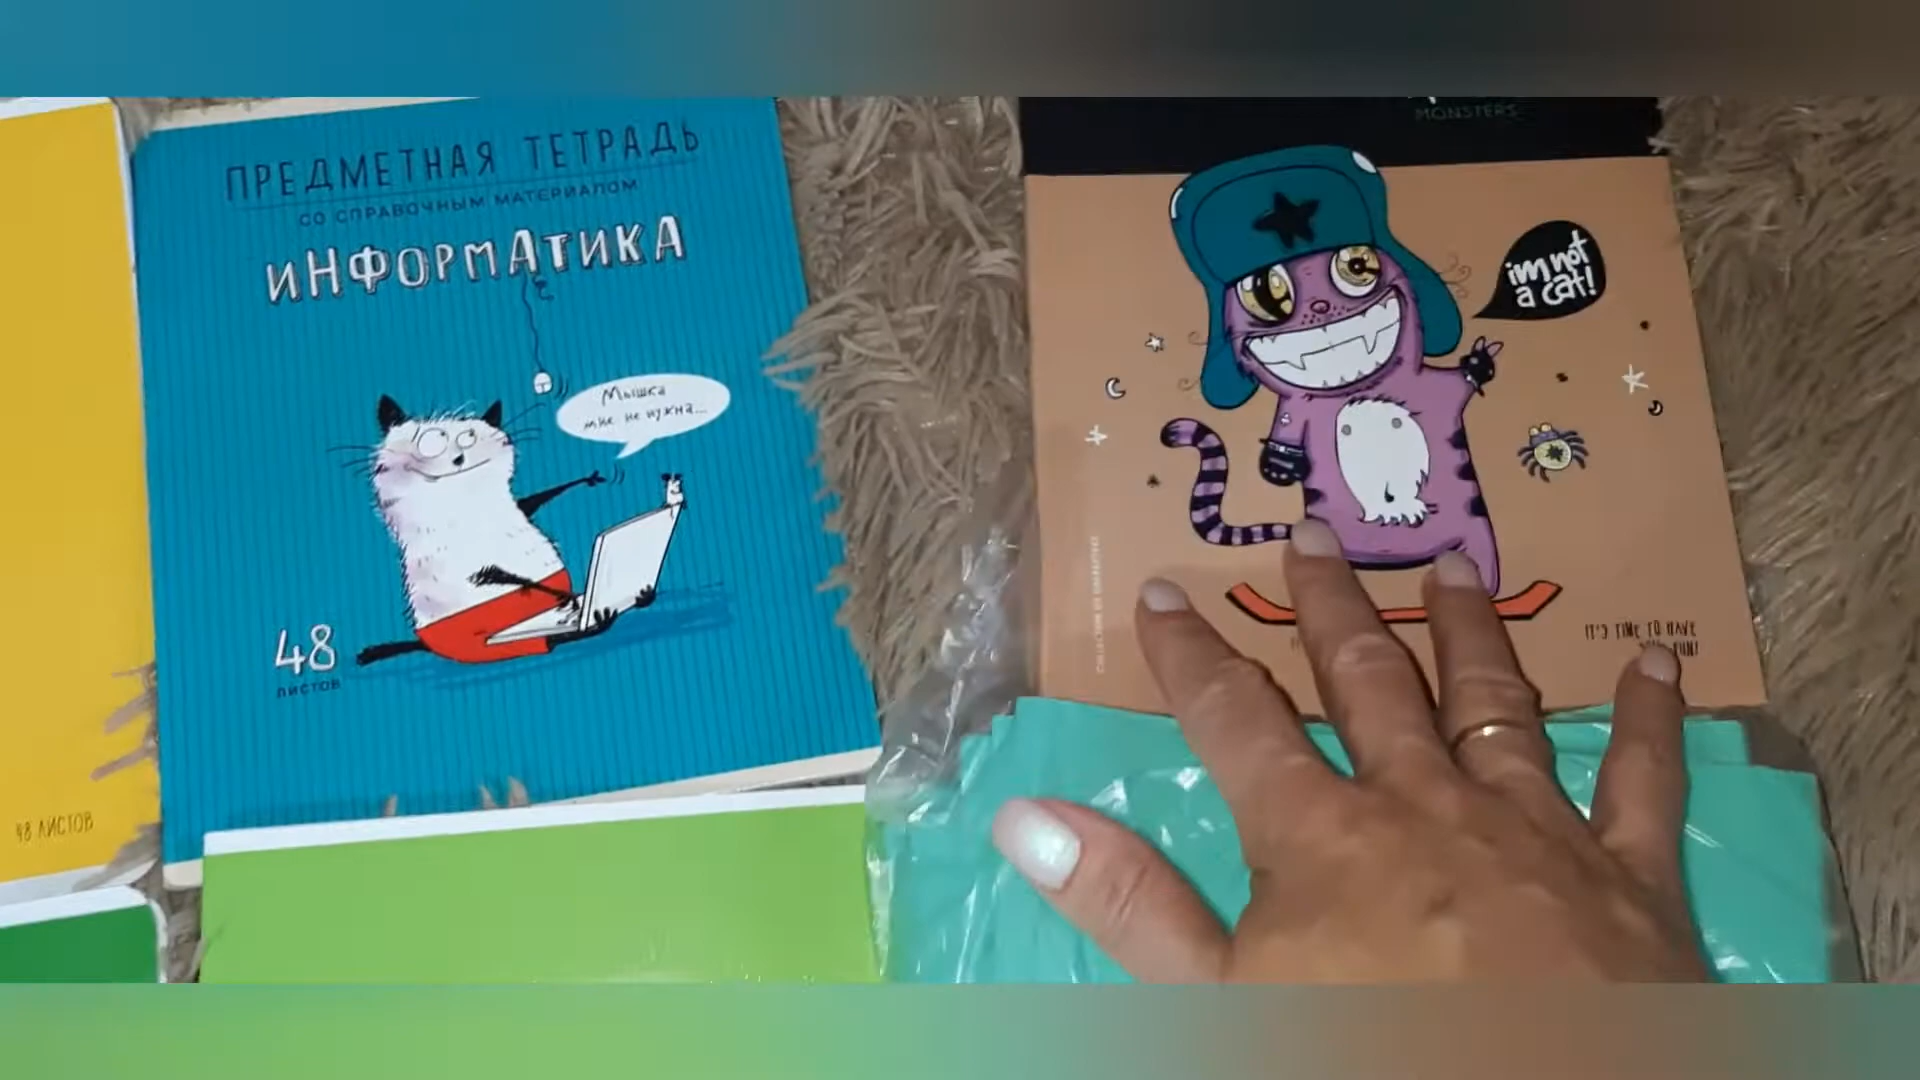 ПРЕДМЕТНАЯ ТЕТРАДЬ
СО СПРАВОЧНЫМ МАТЕРИАЛОМ
иНФОРМАТИКА
Мышка
мне не нужна...
48
ЛИСТОВ
48 ЛИСТОВ
MONSTERS
i'm not
a cat!
IT'S TIME TO HAVE
FUN!